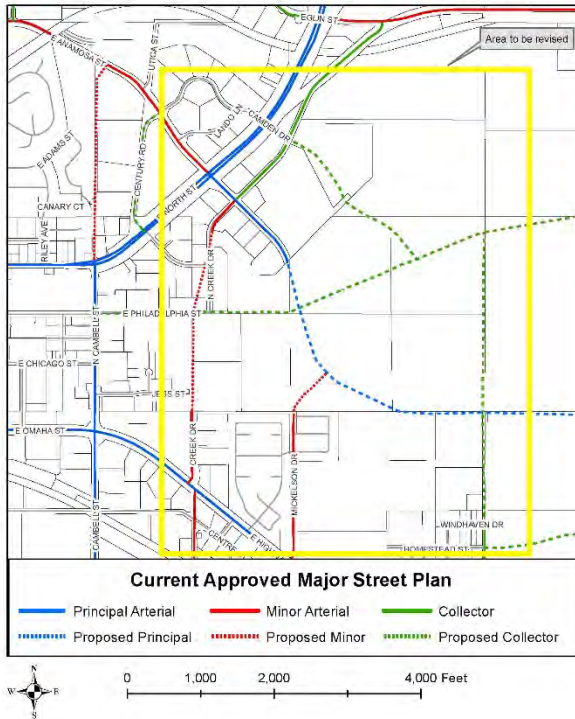 E ANAMOSA ST
UTICA ST
EGLIN ST
Area to be revised
E ADAMS ST
LANDO LN
CAMDEN DR
CENTURY RD
CANARY CT
RILEY AVE
E NORTH ST
N CREEK DR
N CAMBELL ST
E PHILADELPHIA ST
E CHICAGO ST
E OMAHA ST
CREEK DR
MICKELSON DR
CAMBELL ST
CENTRE
E HIG
WINDHAVEN DR
HOMESTEAD ST
Current Approved Major Street Plan
Principal Arterial Minor Arterial Collector
Proposed Principal Proposed Minor Proposed Collector
N
W E
S
0 1,000 2,000 4,000 Feet